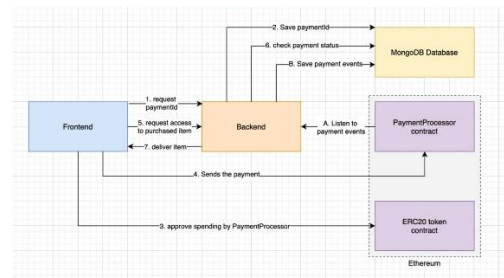 2. Save paymentId
6. check payment status
B. Save payment events
MongoDB Database
1. request
paymentId
5. request access
to purchased item
7. deliver item
Frontend
Backend
A. Listen to
payment events
PaymentProcessor
contract
4. Sends the payment
3. approve spending by PaymentProcessor
ERC20 token
contract
Ethereum